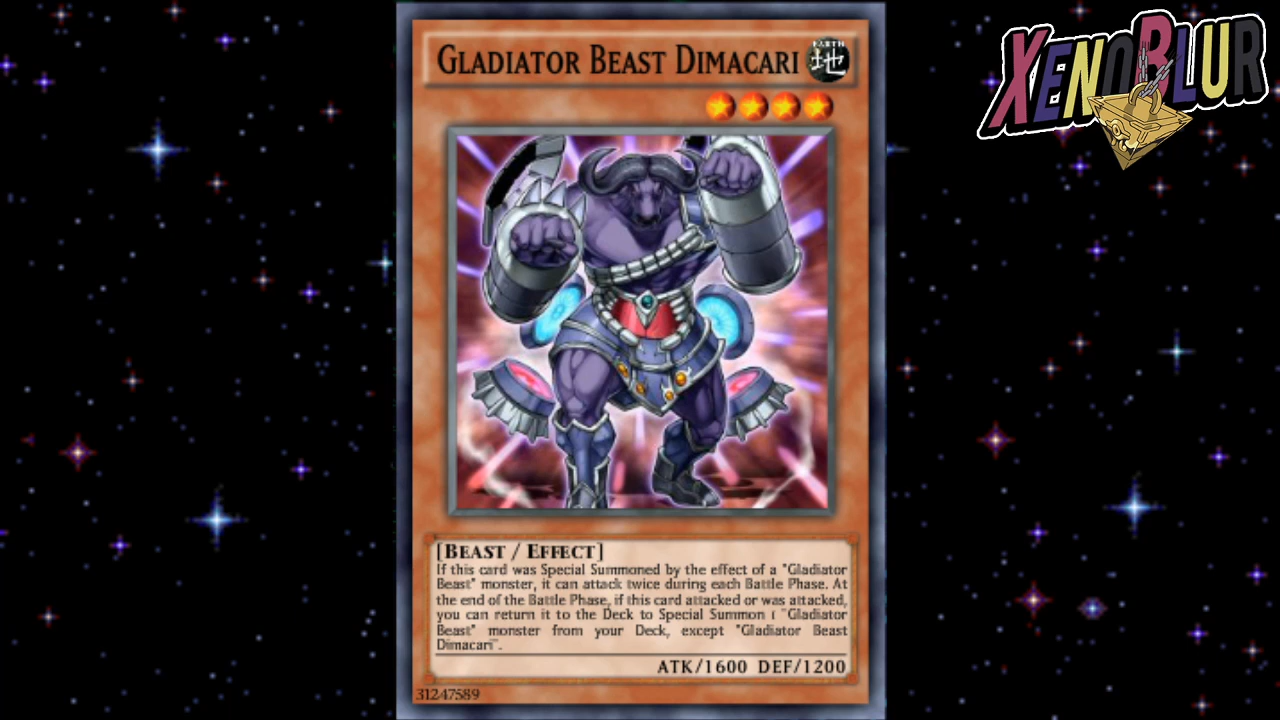 GLADIATOR BEAST DIMACARI
EARTH
地
XENOBLUR
[BEAST / EFFECT]
If this card was Special Summoned by the effect of a "Gladiator
Beast" monster, it can attack twice during each Battle Phase. At
the end of the Battle Phase, if this card attacked or was attacked,
you can return it to the Deck to Special Summon 1 "Gladiator
Beast" monster from your Deck, except "Gladiator Beast
Dimacari".
ATK/1600 DEF/1200
31247589